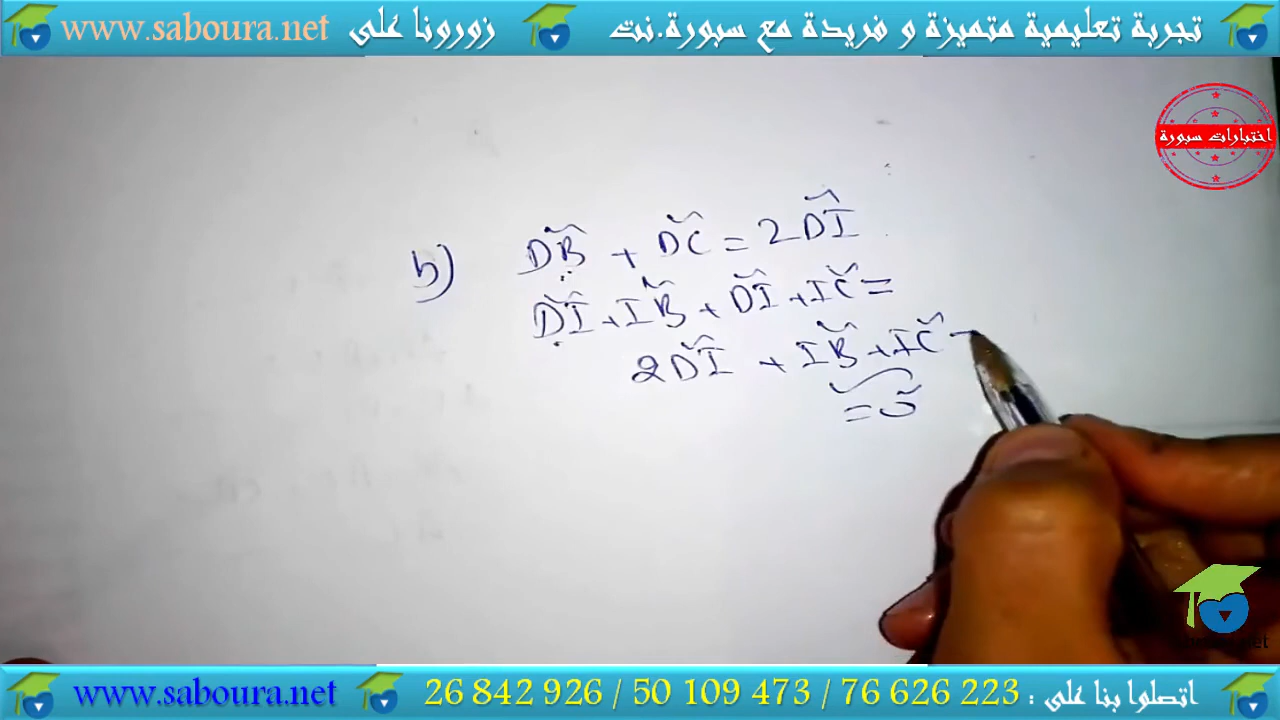 www.saboura.net زورونا على تجربة تعليمية متميزة و فريدة مع سبورة.نت
اختبارات سبورة
b) DB + DC = 2DI
DI + IB + DI + IC =
2DI + IB + IC =
= 0
www.saboura.net 26 842 926 / 50 109 473 / 76 626 223 : اتصلوا بنا على